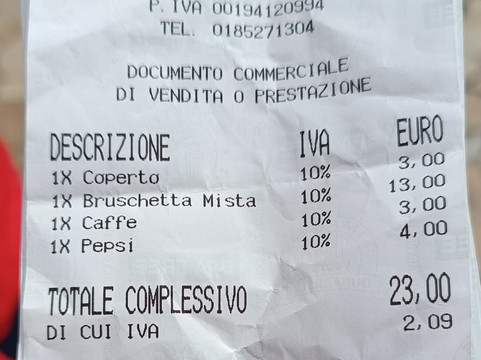 P. IVA 00194120994
TEL. 0185271304
DOCUMENTO COMMERCIALE
DI VENDITA O PRESTAZIONE
DESCRIZIONE IVA EURO
1X Coperto 10% 3,00
1X Bruschetta Mista 10% 13,00
1X Caffe 10% 3,00
1X Pepsi 10% 4,00
TOTALE COMPLESSIVO 23,00
DI CUI IVA 2,09